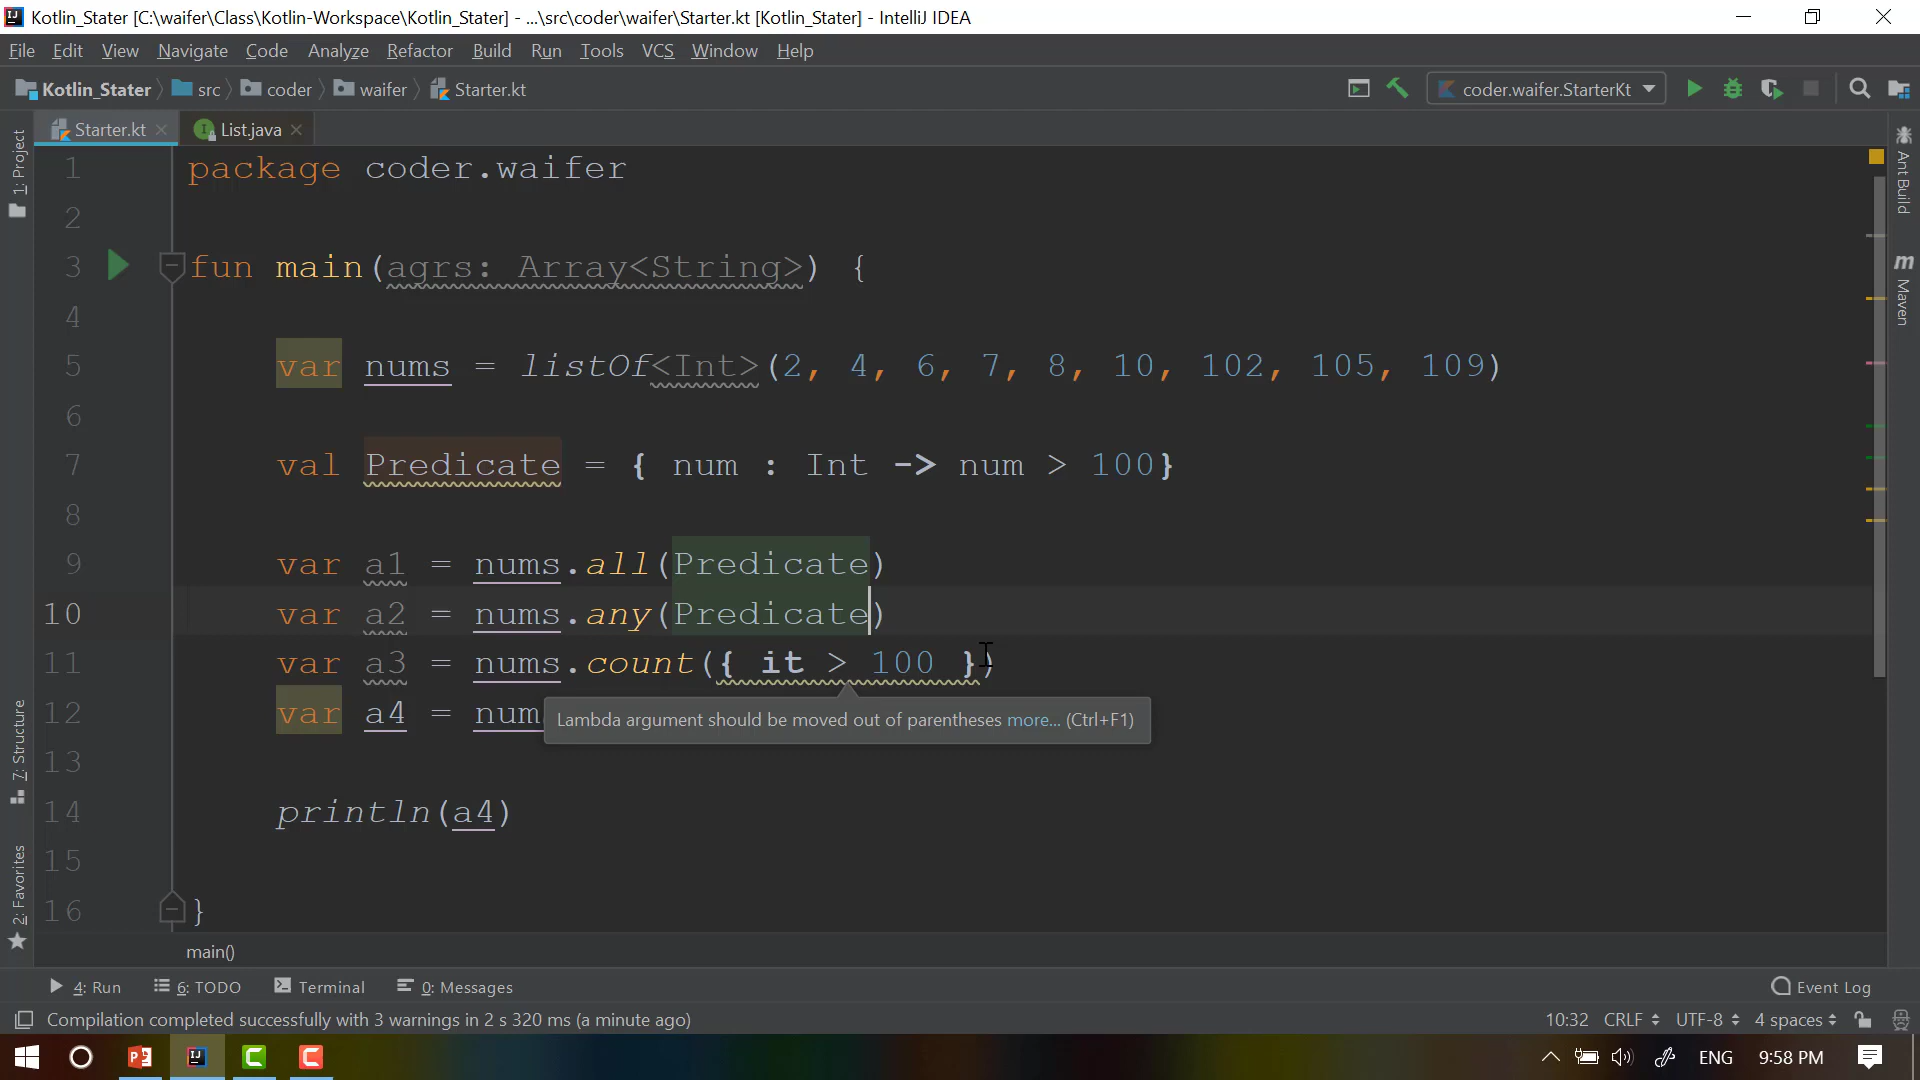 Kotlin_Stater [C:\waifer\Class\Kotlin-Workspace\Kotlin_Stater] - ...\src\coder\waifer\Starter.kt [Kotlin_Stater] - IntelliJ IDEA
File Edit View Navigate Code Analyze Refactor Build Run Tools VCS Window Help
Kotlin_Stater src coder waifer Starter.kt coder.waifer.StarterKt
Starter.kt List.java
1: Project
7: Structure
2: Favorites
Ant Build
m Maven
1 package coder.waifer
2
3 fun main(agrs: Array<String>) {
4
5 var nums = listOf<Int>(2, 4, 6, 7, 8, 10, 102, 105, 109)
6
7 val Predicate = { num : Int -> num > 100}
8
9 var a1 = nums.all(Predicate)
10 var a2 = nums.any(Predicate)
11 var a3 = nums.count({ it > 100 })
12 var a4 = num
Lambda argument should be moved out of parentheses more... (Ctrl+F1)
13
14 println(a4)
15
16 }
main()
4: Run 6: TODO Terminal 0: Messages Event Log
Compilation completed successfully with 3 warnings in 2 s 320 ms (a minute ago) 10:32 CRLF UTF-8 4 spaces
ENG 9:58 PM